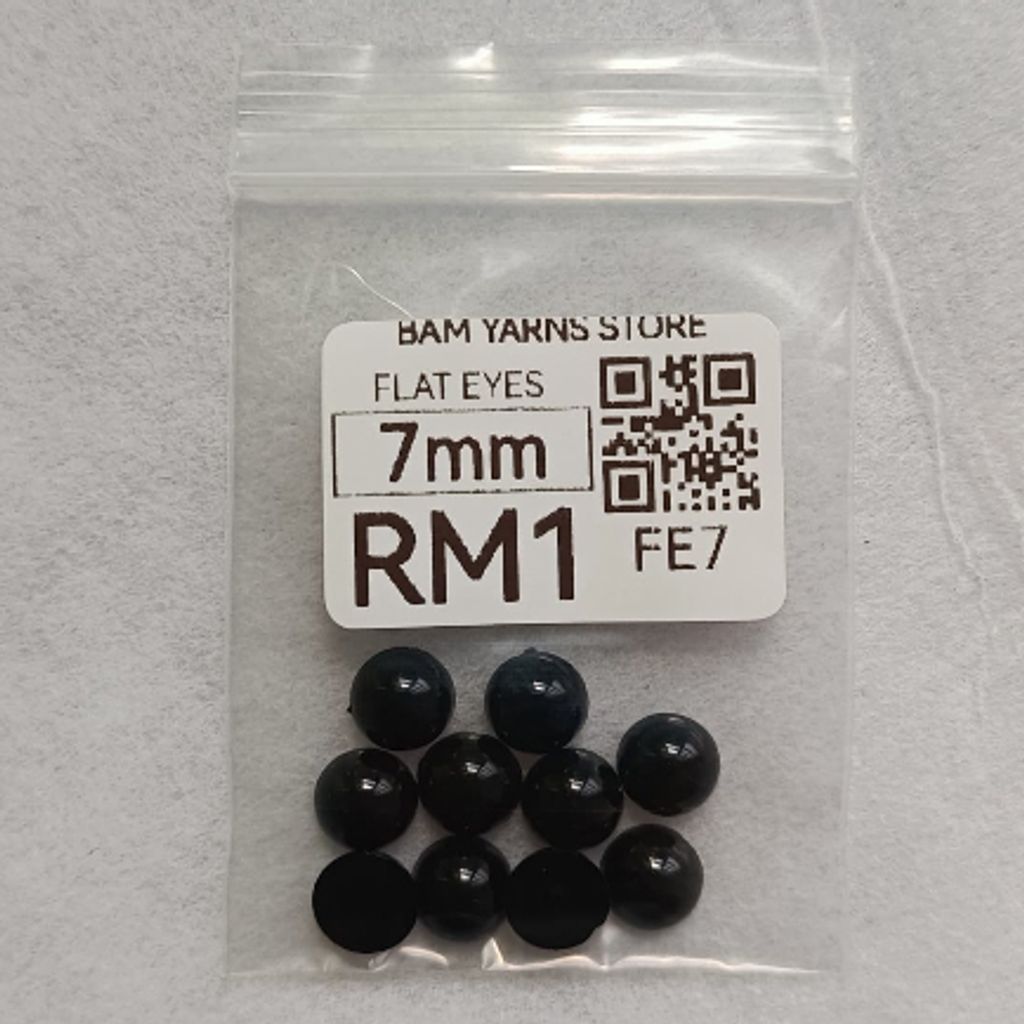 BAM YARNS STORE
FLAT EYES
7mm
RM1
FE7